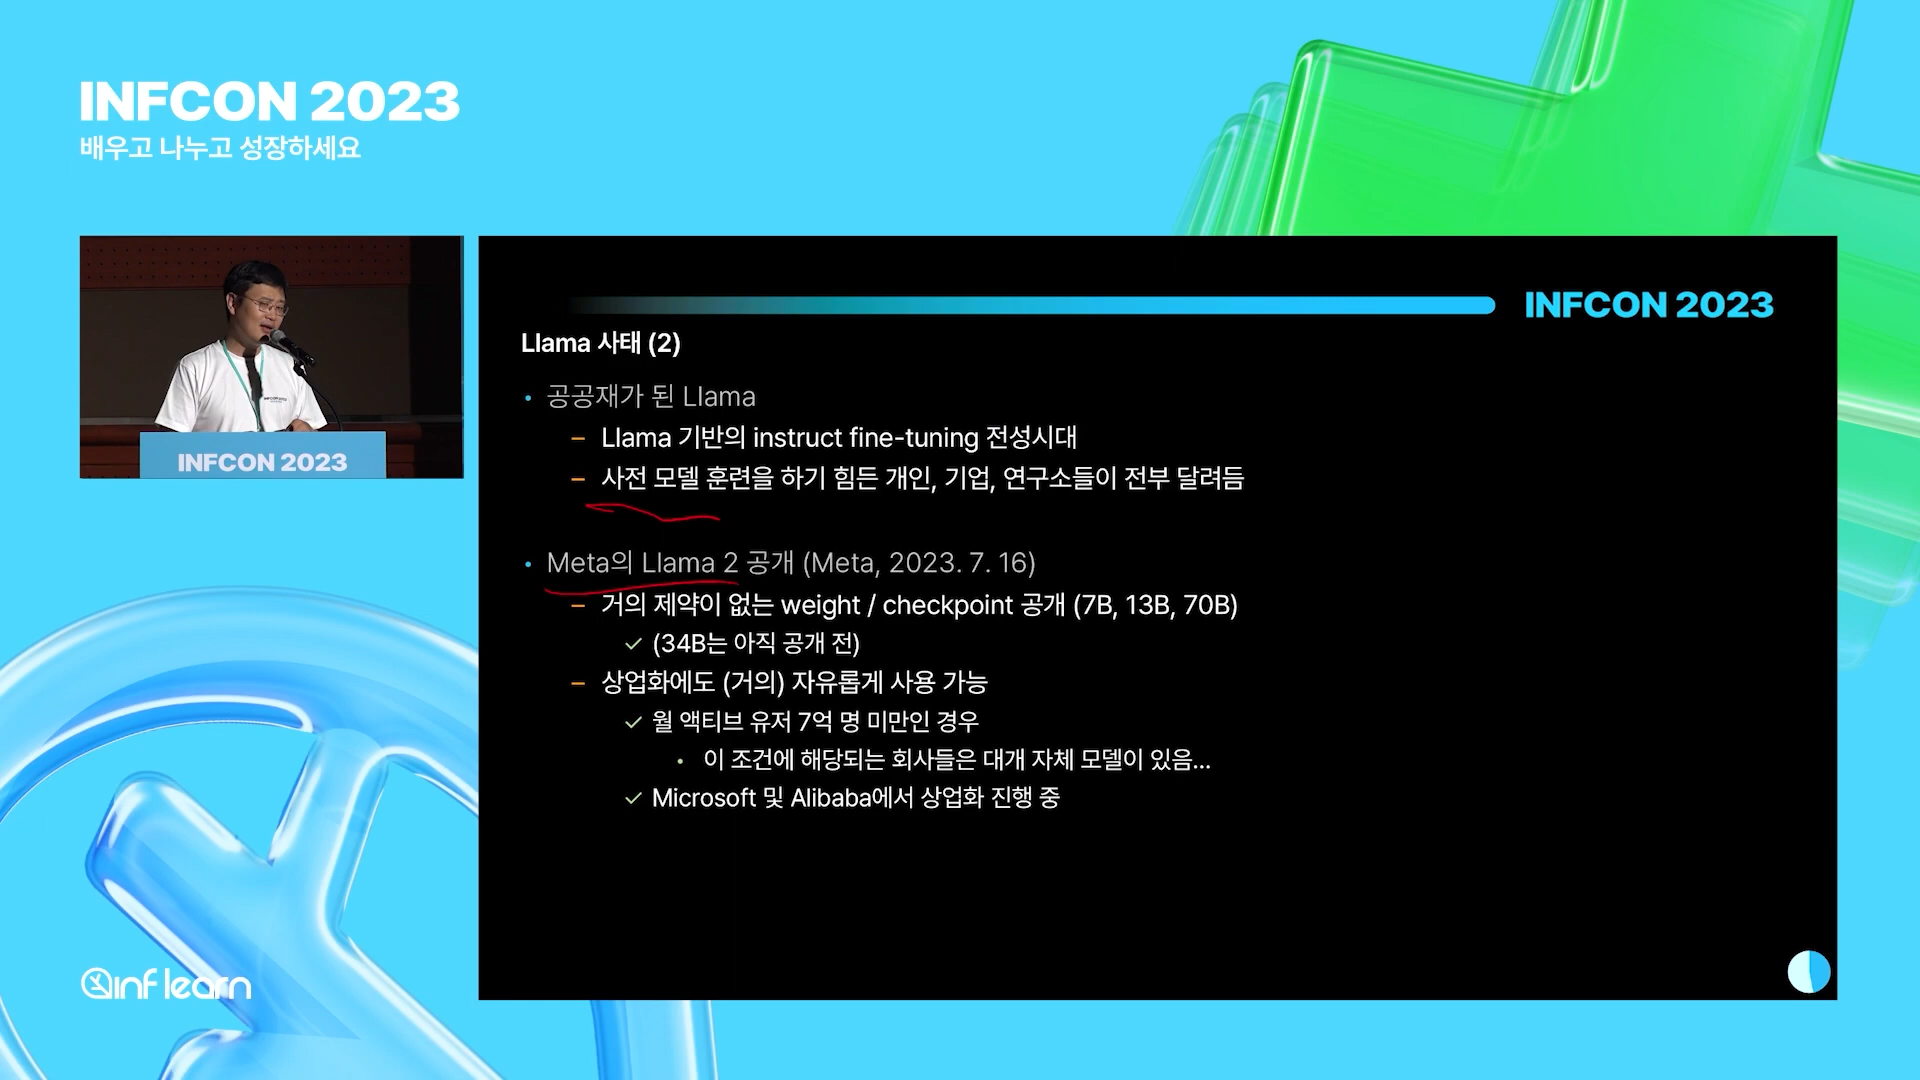 INFCON 2023
배우고 나누고 성장하세요
INFCON 2023
INFCON 2023
Llama 사태 (2)
• 공공재가 된 Llama
– Llama 기반의 instruct fine-tuning 전성시대
– 사전 모델 훈련을 하기 힘든 개인, 기업, 연구소들이 전부 달려듬
• Meta의 Llama 2 공개 (Meta, 2023. 7. 16)
– 거의 제약이 없는 weight / checkpoint 공개 (7B, 13B, 70B)
✓ (34B는 아직 공개 전)
– 상업화에도 (거의) 자유롭게 사용 가능
✓ 월 액티브 유저 7억 명 미만인 경우
• 이 조건에 해당되는 회사들은 대개 자체 모델이 있음...
✓ Microsoft 및 Alibaba에서 상업화 진행 중
inflearn